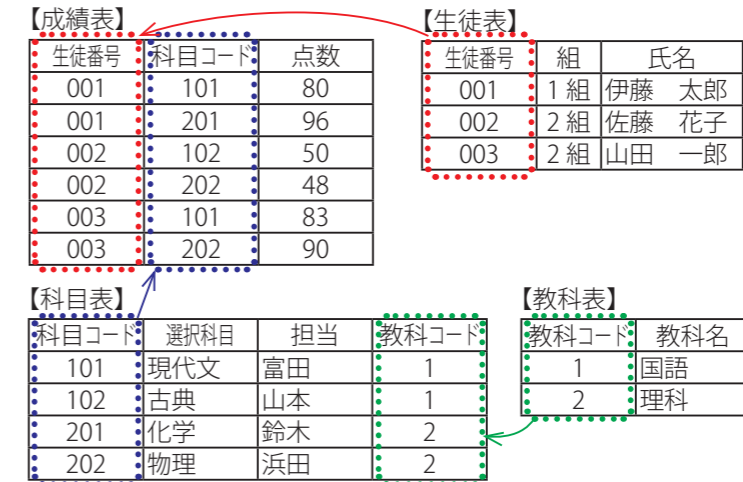 【成績表】
生徒番号 科目コード 点数
001 101 80
001 201 96
002 102 50
002 202 48
003 101 83
003 202 90
【生徒表】
生徒番号 組 氏名
001 1組 伊藤　太郎
002 2組 佐藤　花子
003 2組 山田　一郎
【科目表】
科目コード 選択科目 担当 教科コード
101 現代文 富田 1
102 古典 山本 1
201 化学 鈴木 2
202 物理 浜田 2
【教科表】
教科コード 教科名
1 国語
2 理科